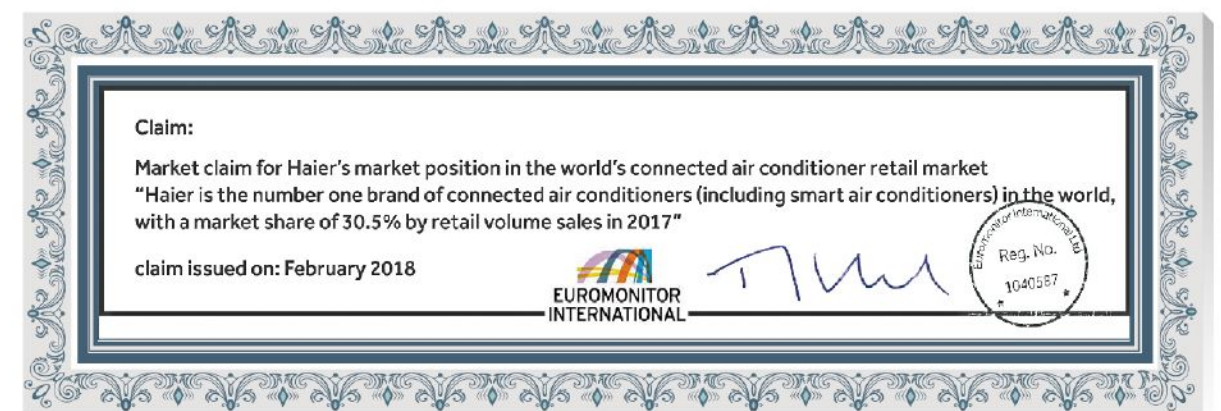 Claim:
Market claim for Haier's market position in the world's connected air conditioner retail market
“Haier is the number one brand of connected air conditioners (including smart air conditioners) in the world,
with a market share of 30.5% by retail volume sales in 2017”
claim issued on: February 2018
EUROMONITOR
INTERNATIONAL
Euromonitor International Ltd
Reg. No.
1040587